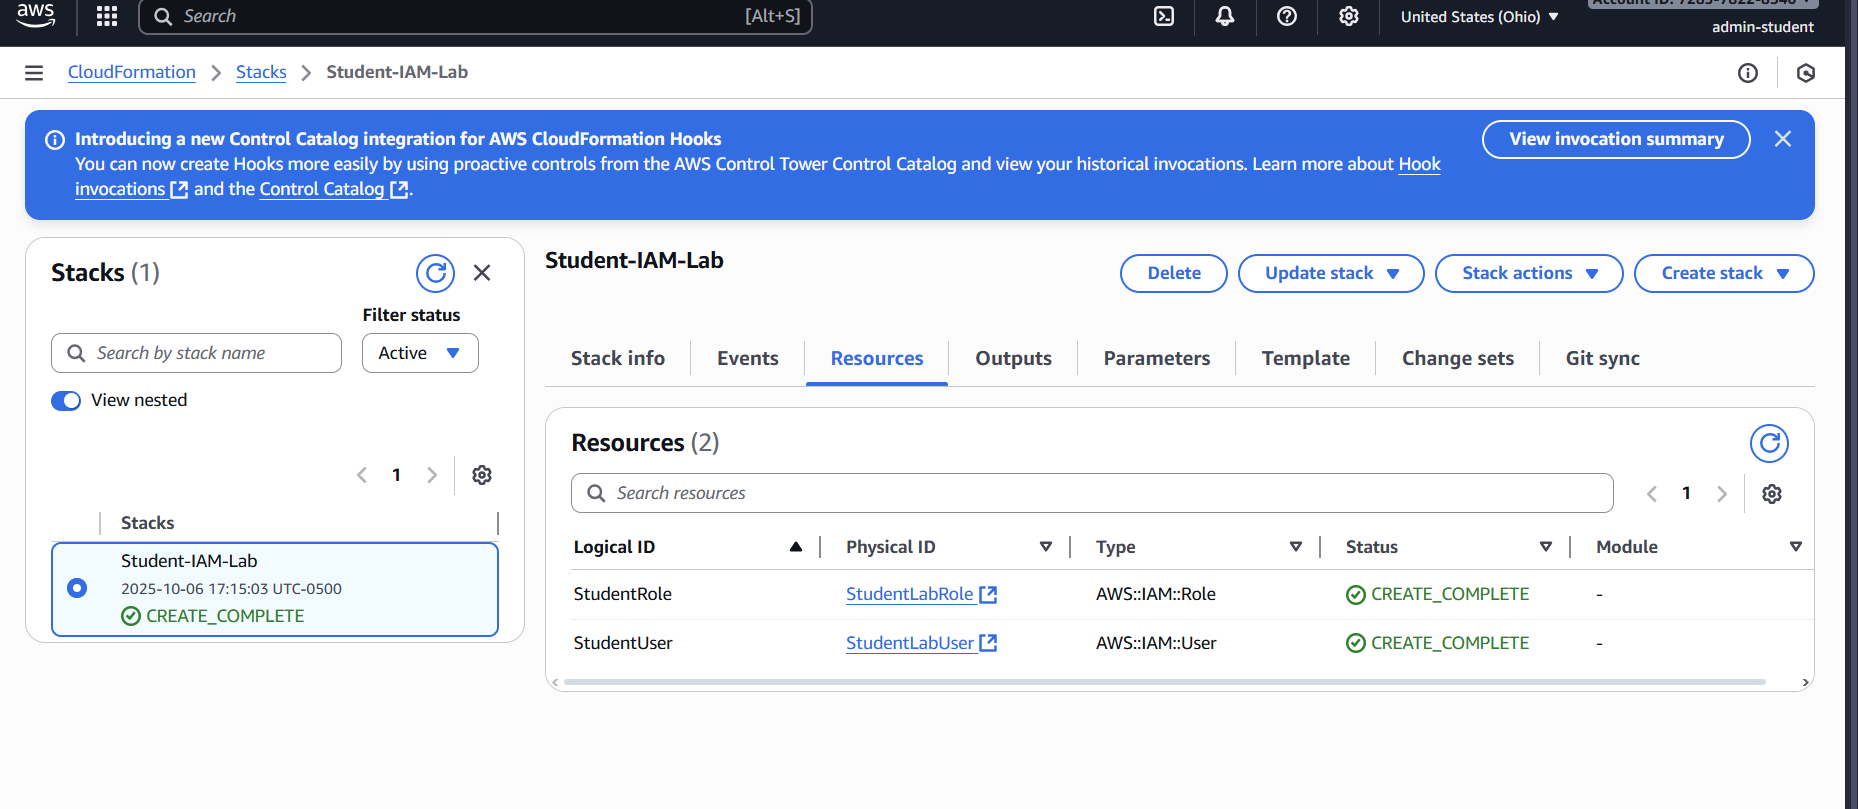 aws
Search
[Alt+S]
United States (Ohio)
admin-student
CloudFormation
Stacks
Student-IAM-Lab
Introducing a new Control Catalog integration for AWS CloudFormation Hooks
You can now create Hooks more easily by using proactive controls from the AWS Control Tower Control Catalog and view your historical invocations. Learn more about Hook
invocations and the Control Catalog .
View invocation summary
Stacks (1)
Filter status
Search by stack name
Active
View nested
1
Stacks
Student-IAM-Lab
2025-10-06 17:15:03 UTC-0500
CREATE_COMPLETE
Student-IAM-Lab
Delete
Update stack
Stack actions
Create stack
Stack info
Events
Resources
Outputs
Parameters
Template
Change sets
Git sync
Resources (2)
Search resources
1
Logical ID
Physical ID
Type
Status
Module
StudentRole
StudentLabRole
AWS::IAM::Role
CREATE_COMPLETE
-
StudentUser
StudentLabUser
AWS::IAM::User
CREATE_COMPLETE
-